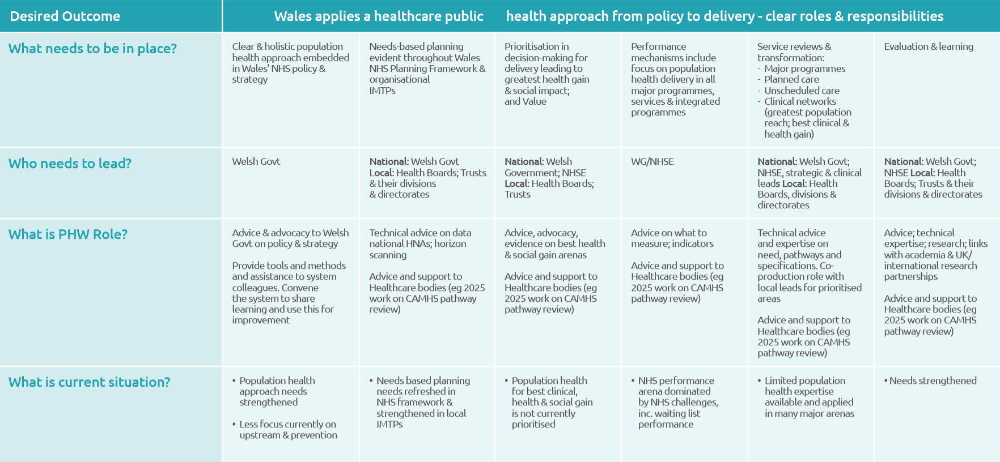 Desired Outcome
Wales applies a healthcare public health approach from policy to delivery - clear roles & responsibilities
What needs to be in place?
Clear & holistic population
health approach embedded
in Wales' NHS policy &
strategy
Needs-based planning
evident throughout Wales
NHS Planning Framework &
organisational
IMTPs
Prioritisation in
decision-making for
delivery leading to
greatest health gain
& social impact;
and Value
Performance
mechanisms include
focus on population
health delivery in all
major programmes,
services & integrated
programmes
Service reviews &
transformation:
- Major programmes
- Planned care
- Unscheduled care
- Clinical networks
(greatest population
reach; best clinical &
health gain)
Evaluation & learning
Who needs to lead?
Welsh Govt
National: Welsh Govt
Local: Health Boards; Trusts
& their divisions
& directorates
National: Welsh
Government; NHSE
Local: Health Boards;
Trusts
WG/NHSE
National: Welsh Govt;
NHSE, strategic & clinical
leads Local: Health
Boards, divisions &
directorates
National: Welsh Govt;
NHSE Local: Health
Boards; Trusts & their
divisions & directorates
What is PHW Role?
Advice & advocacy to Welsh
Govt on policy & strategy
Provide tools and methods
and assistance to system
colleagues. Convene
the system to share
learning and use this for
improvement
Technical advice on data
national HNAs; horizon
scanning
Advice and support to
Healthcare bodies (eg 2025
work on CAMHS pathway
review)
Advice, advocacy,
evidence on best health
& social gain arenas
Advice and support to
Healthcare bodies (eg
2025 work on CAMHS
pathway review)
Advice on what to
measure; indicators
Advice and support to
Healthcare bodies (eg
2025 work on CAMHS
pathway review)
Technical advice
and expertise on
need, pathways and
specifications. Co-
production role with
local leads for prioritised
areas
Advice and support to
Healthcare bodies (eg
2025 work on CAMHS
pathway review)
Advice; technical
expertise; research; links
with academia & UK/
international research
partnerships
Advice and support to
Healthcare bodies (eg
2025 work on CAMHS
pathway review)
What is current situation?
• Population health
approach needs
strengthened
• Less focus currently on
upstream & prevention
• Needs based planning
needs refreshed in
NHS framework &
strengthened in local
IMTPs
• Population health
for best clinical,
health & social gain
is not currently
prioritised
• NHS performance
arena dominated
by NHS challenges,
inc. waiting list
performance
• Limited population
health expertise
available and applied
in many major arenas
• Needs strengthened